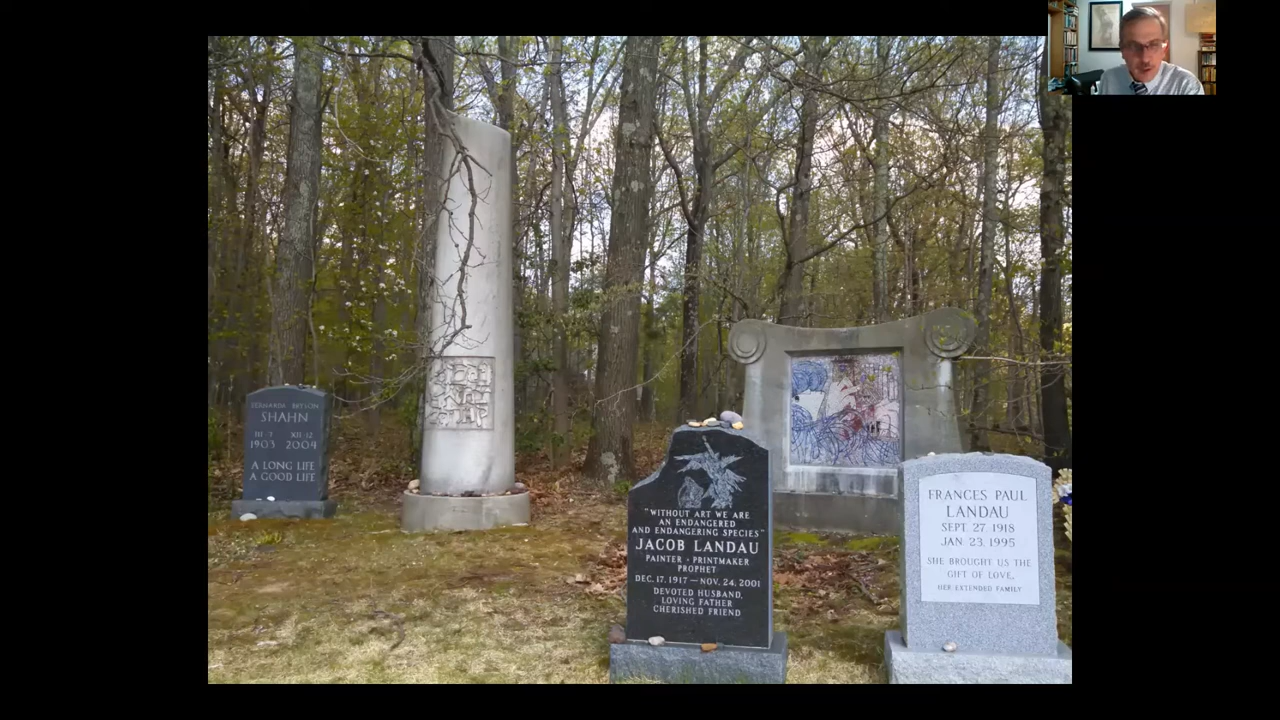 BERNARDA BRYSON
SHAHN
III·7 XII·12
1903 2004
A LONG LIFE
A GOOD LIFE
"WITHOUT ART WE ARE
AN ENDANGERED
AND ENDANGERING SPECIES"
JACOB LANDAU
PAINTER · PRINTMAKER
PROPHET
DEC. 17, 1917 — NOV. 24, 2001
DEVOTED HUSBAND,
LOVING FATHER
CHERISHED FRIEND
FRANCES PAUL
LANDAU
SEPT. 27, 1918
JAN. 23, 1995
SHE BROUGHT US THE
GIFT OF LOVE,
HER EXTENDED FAMILY